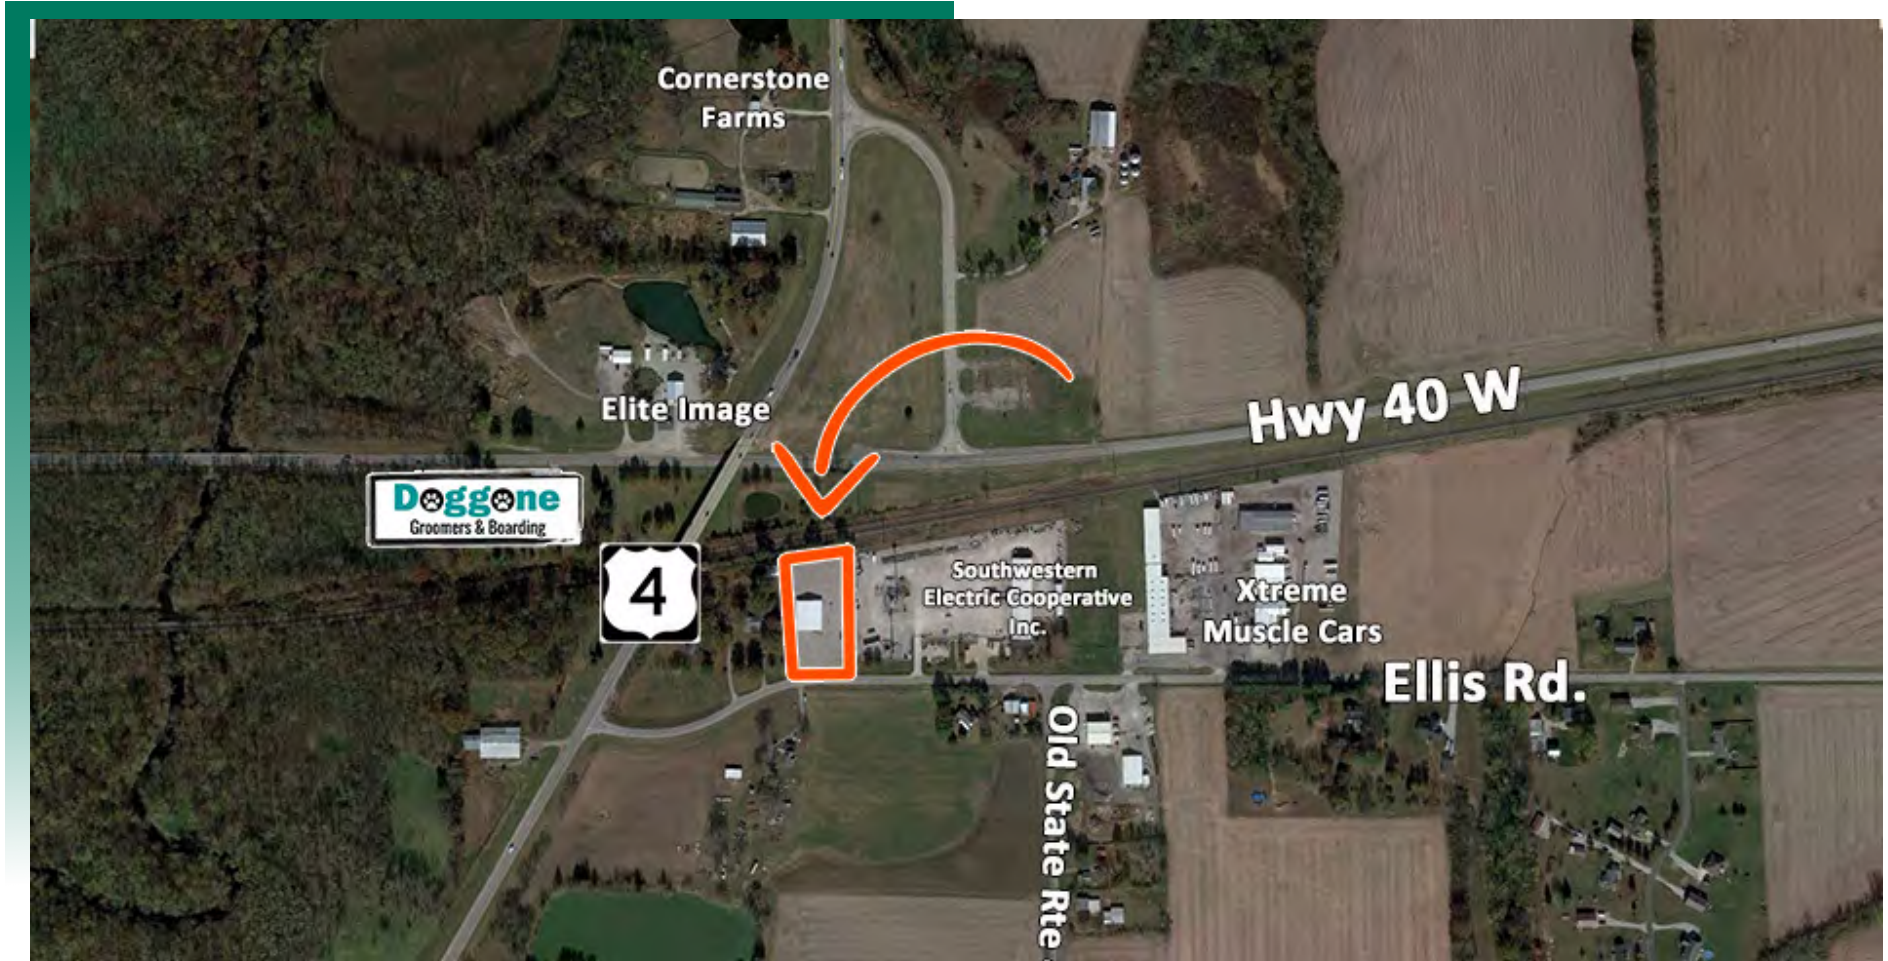 Cornerstone
Farms
Elite Image
Hwy 40 W
Doggone
Groomers & Boarding
4
Southwestern
Electric Cooperative
Inc.
Xtreme
Muscle Cars
Ellis Rd.
Old State Rte